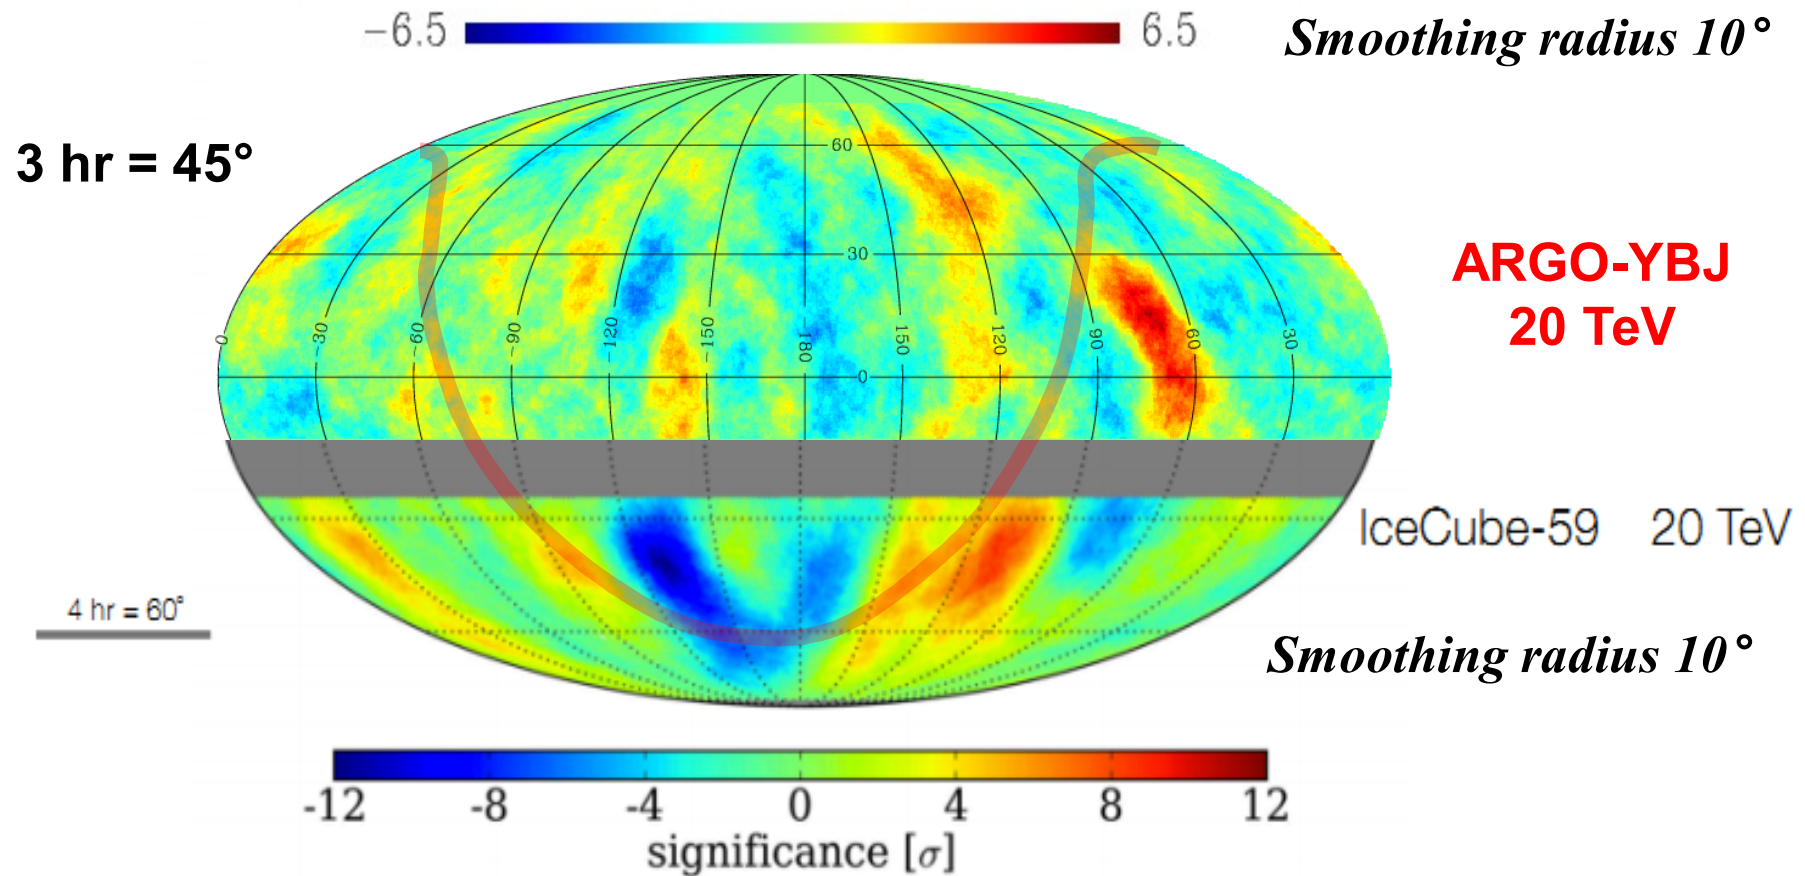 −6.5 6.5
Smoothing radius 10°
3 hr = 45°
60
30
0 -30 -60 -90 -120 -150 -180 150 120 90 60 30
0
ARGO-YBJ
20 TeV
IceCube-59 20 TeV
4 hr = 60°
Smoothing radius 10°
-12 -8 -4 0 4 8 12
significance [σ]